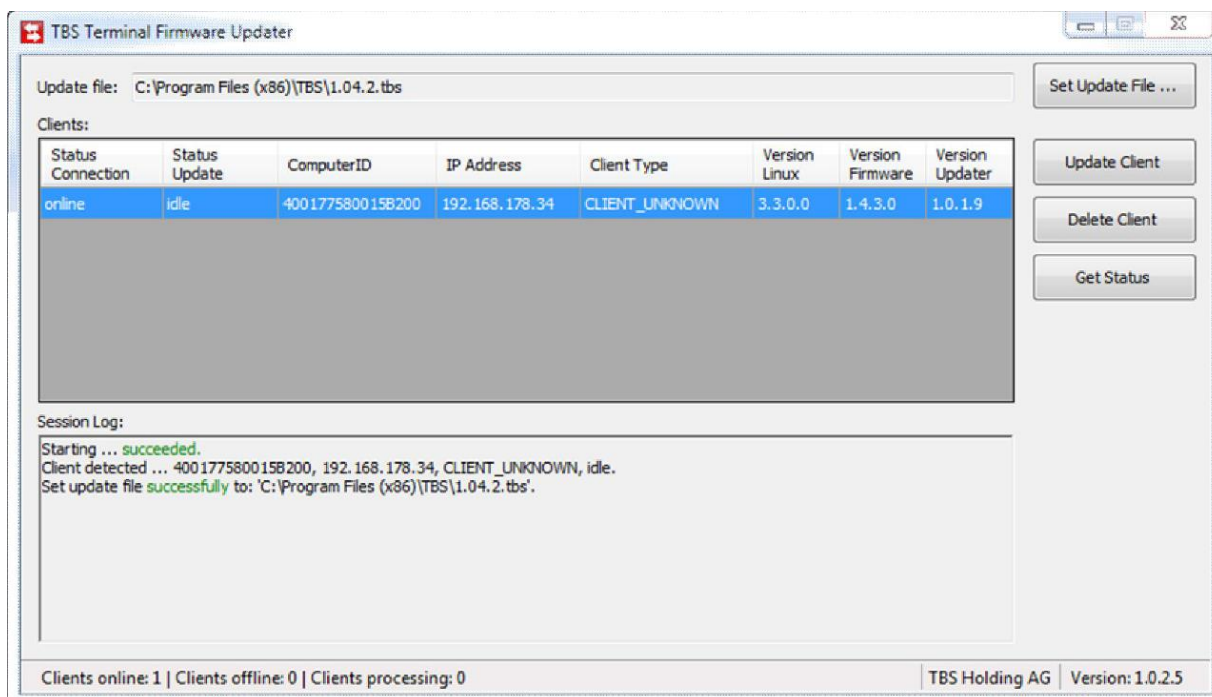 TBS Terminal Firmware Updater
Update file: C:\Program Files (x86)\TBS\1.04.2.tbs
Set Update File ...
Clients:
Status Connection Status Update ComputerID IP Address Client Type Version Linux Version Firmware Version Updater
online idle 400177580015B200 192.168.178.34 CLIENT_UNKNOWN 3.3.0.0 1.4.3.0 1.0.1.9
Update Client
Delete Client
Get Status
Session Log:
Starting ... succeeded.
Client detected ... 400177580015B200, 192.168.178.34, CLIENT_UNKNOWN, idle.
Set update file successfully to: 'C:\Program Files (x86)\TBS\1.04.2.tbs'.
Clients online: 1 | Clients offline: 0 | Clients processing: 0
TBS Holding AG
Version: 1.0.2.5